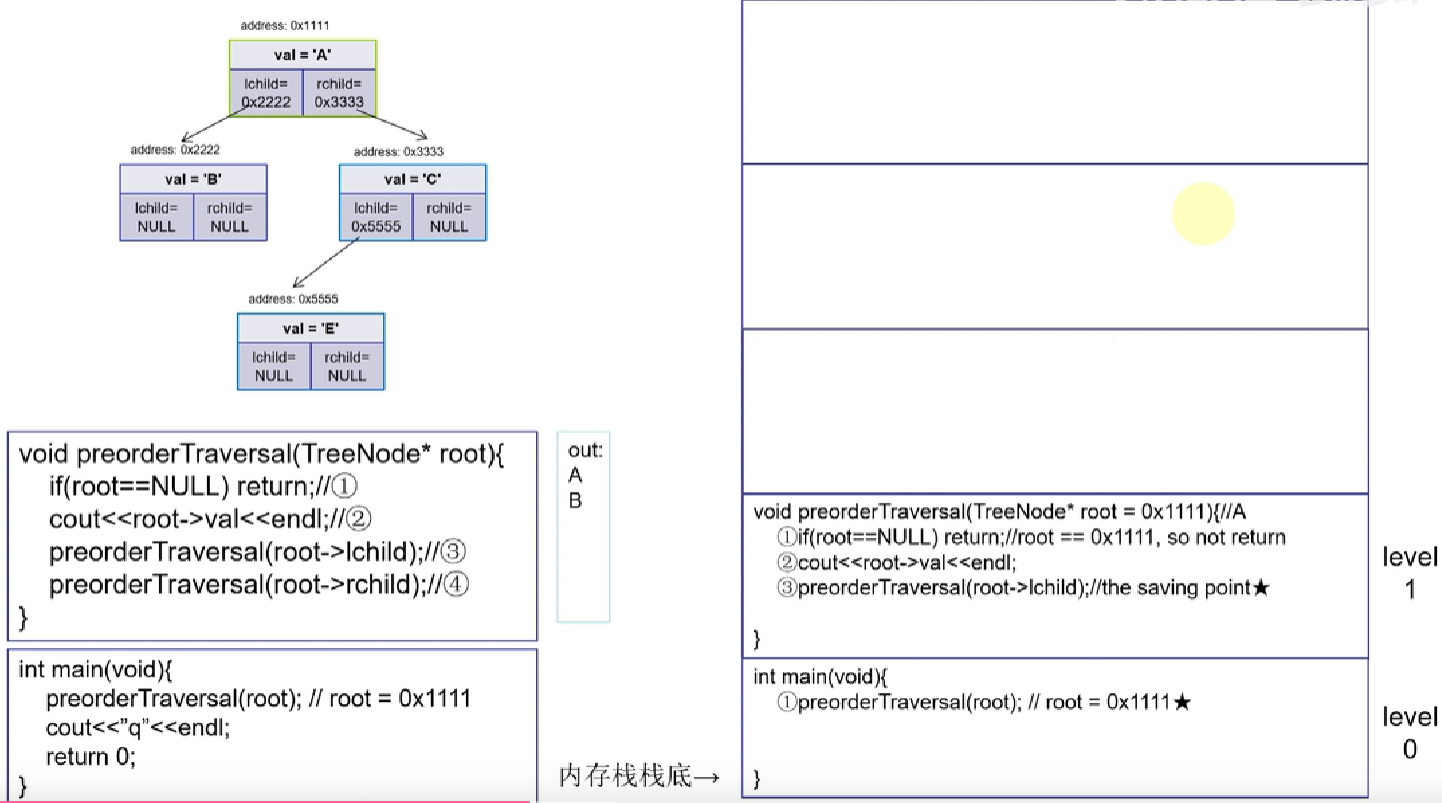 address: 0x1111
val = 'A'
lchild= rchild=
0x2222 0x3333
address: 0x2222
address: 0x3333
val = 'B'
val = 'C'
lchild= rchild=
NULL NULL
lchild= rchild=
0x5555 NULL
address: 0x5555
val = 'E'
lchild= rchild=
NULL NULL
void preorderTraversal(TreeNode* root){
if(root==NULL) return;//①
cout<<root->val<<endl;//②
preorderTraversal(root->lchild);//③
preorderTraversal(root->rchild);//④
}
out:
A
B
int main(void){
preorderTraversal(root); // root = 0x1111
cout<<"q"<<endl;
return 0;
}
内存栈栈底→
void preorderTraversal(TreeNode* root = 0x1111){//A
①if(root==NULL) return;//root == 0x1111, so not return
②cout<<root->val<<endl;
③preorderTraversal(root->lchild);//the saving point★
}
level
1
int main(void){
①preorderTraversal(root); // root = 0x1111★
}
level
0